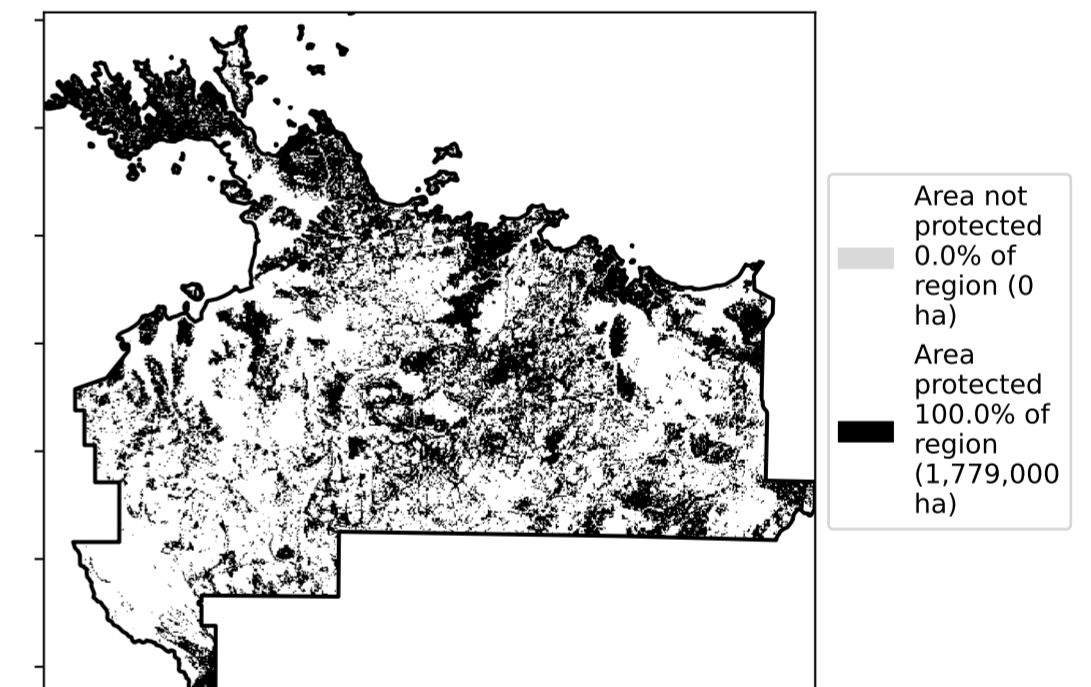 Area not
protected
0.0% of
region (0
ha)
Area
protected
100.0% of
region
(1,779,000
ha)